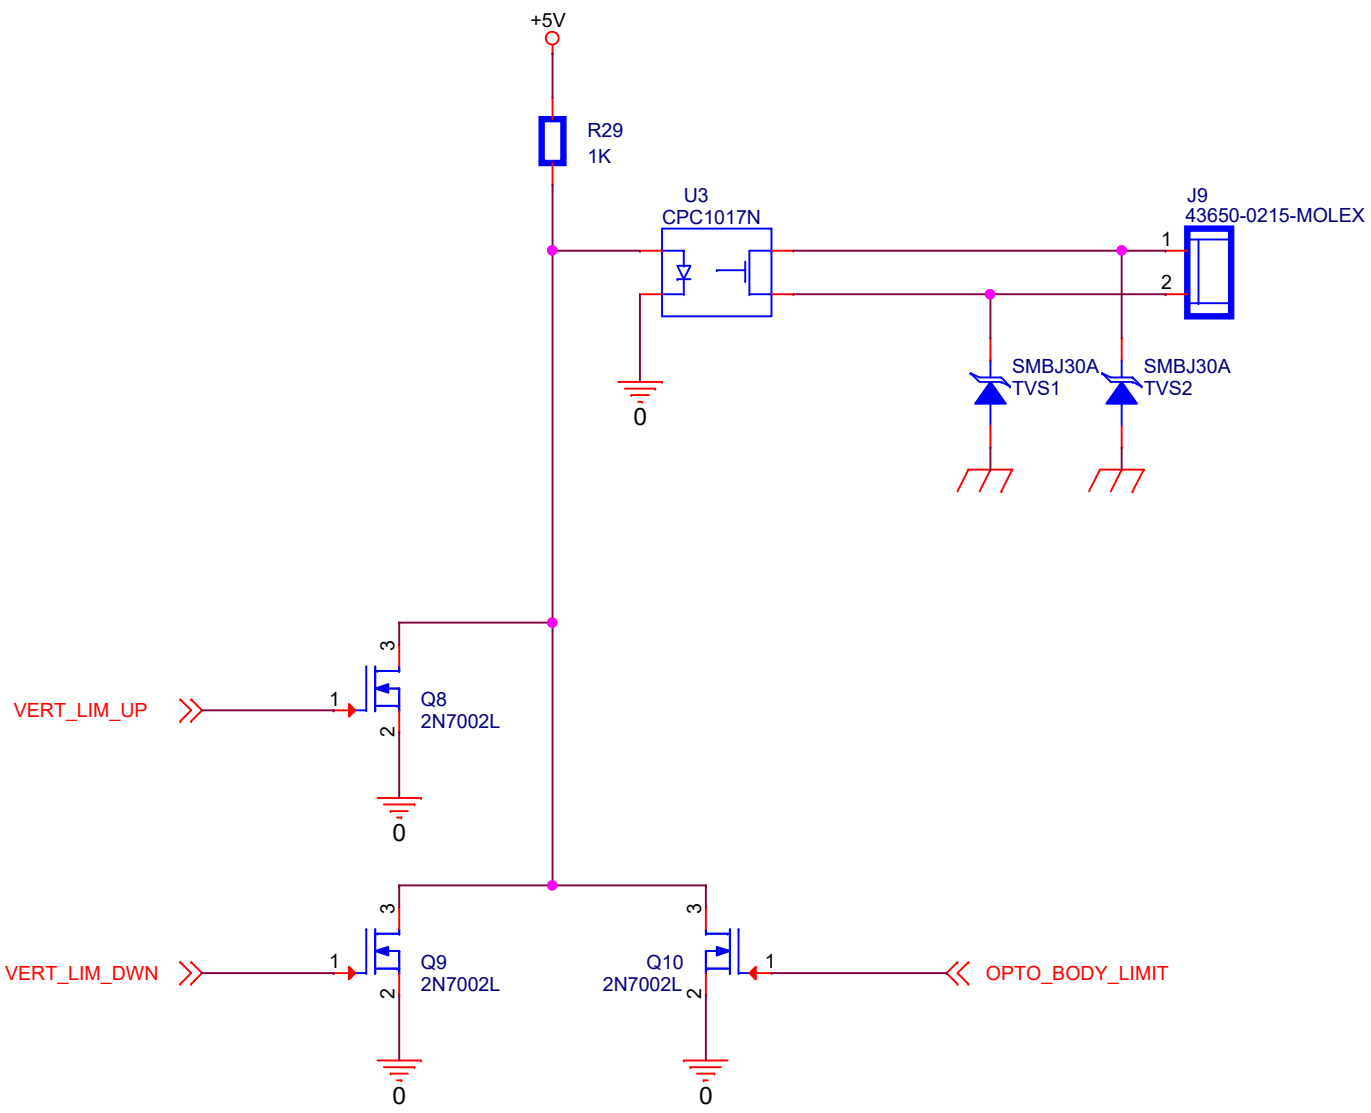 +5V
R29
1K
U3
CPC1017N
J9
43650-0215-MOLEX
1
2
0
SMBJ30A
TVS1
SMBJ30A
TVS2
VERT_LIM_UP
1
3
2
Q8
2N7002L
0
VERT_LIM_DWN
1
3
2
Q9
2N7002L
0
3
2
Q10
2N7002L
1
OPTO_BODY_LIMIT
0